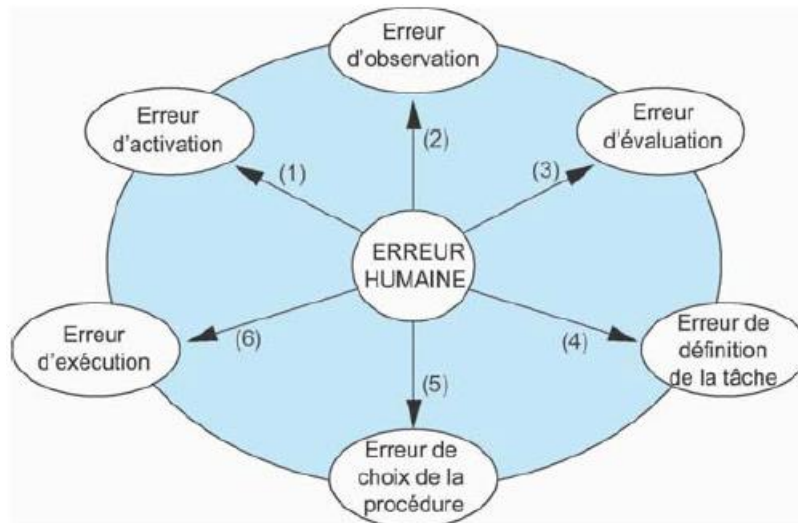 Erreur
d'observation
Erreur
d'activation
Erreur
d'évaluation
(1)
(2)
(3)
ERREUR
HUMAINE
Erreur
d'exécution
(6)
(5)
(4)
Erreur de
définition
de la tâche
Erreur de
choix de la
procédure